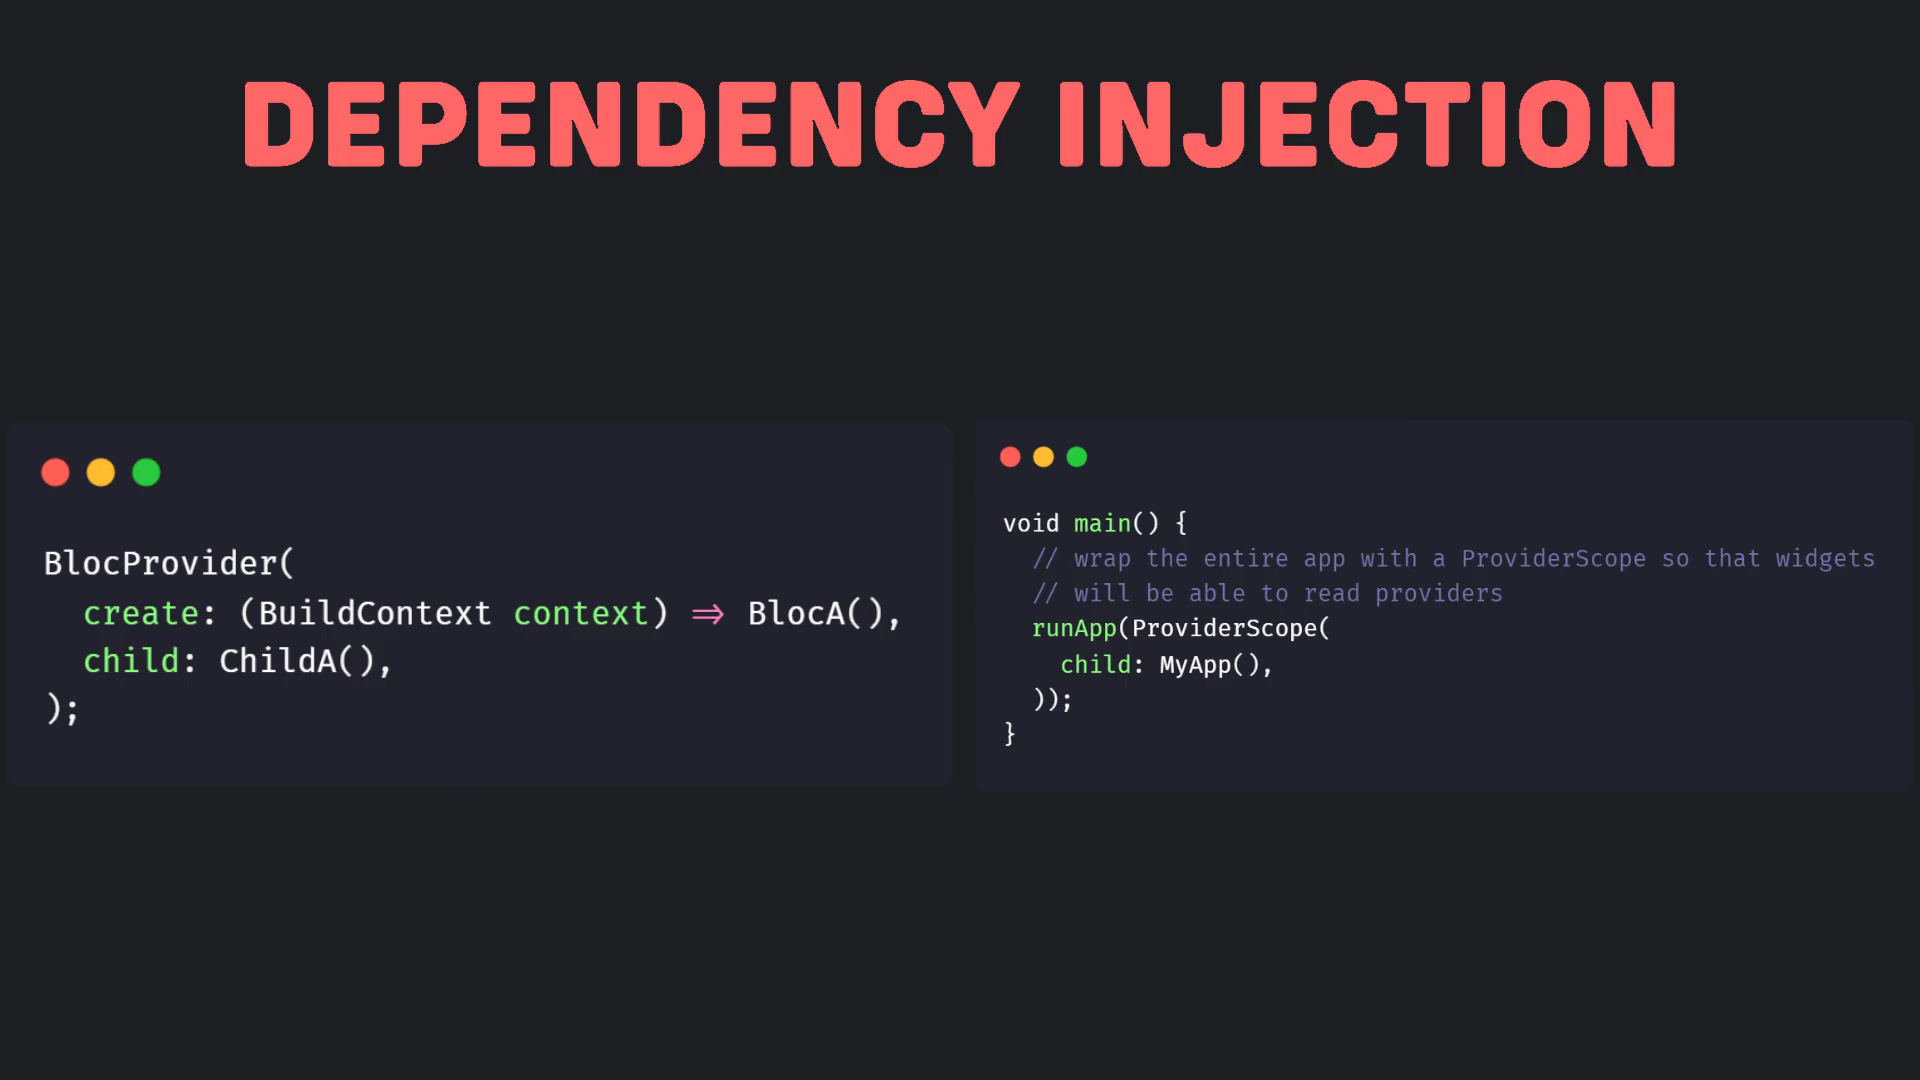 DEPENDENCY INJECTION
BlocProvider(
  create: (BuildContext context) => BlocA(),
  child: ChildA(),
);
void main() {
  // wrap the entire app with a ProviderScope so that widgets
  // will be able to read providers
  runApp(ProviderScope(
    child: MyApp(),
  ));
}